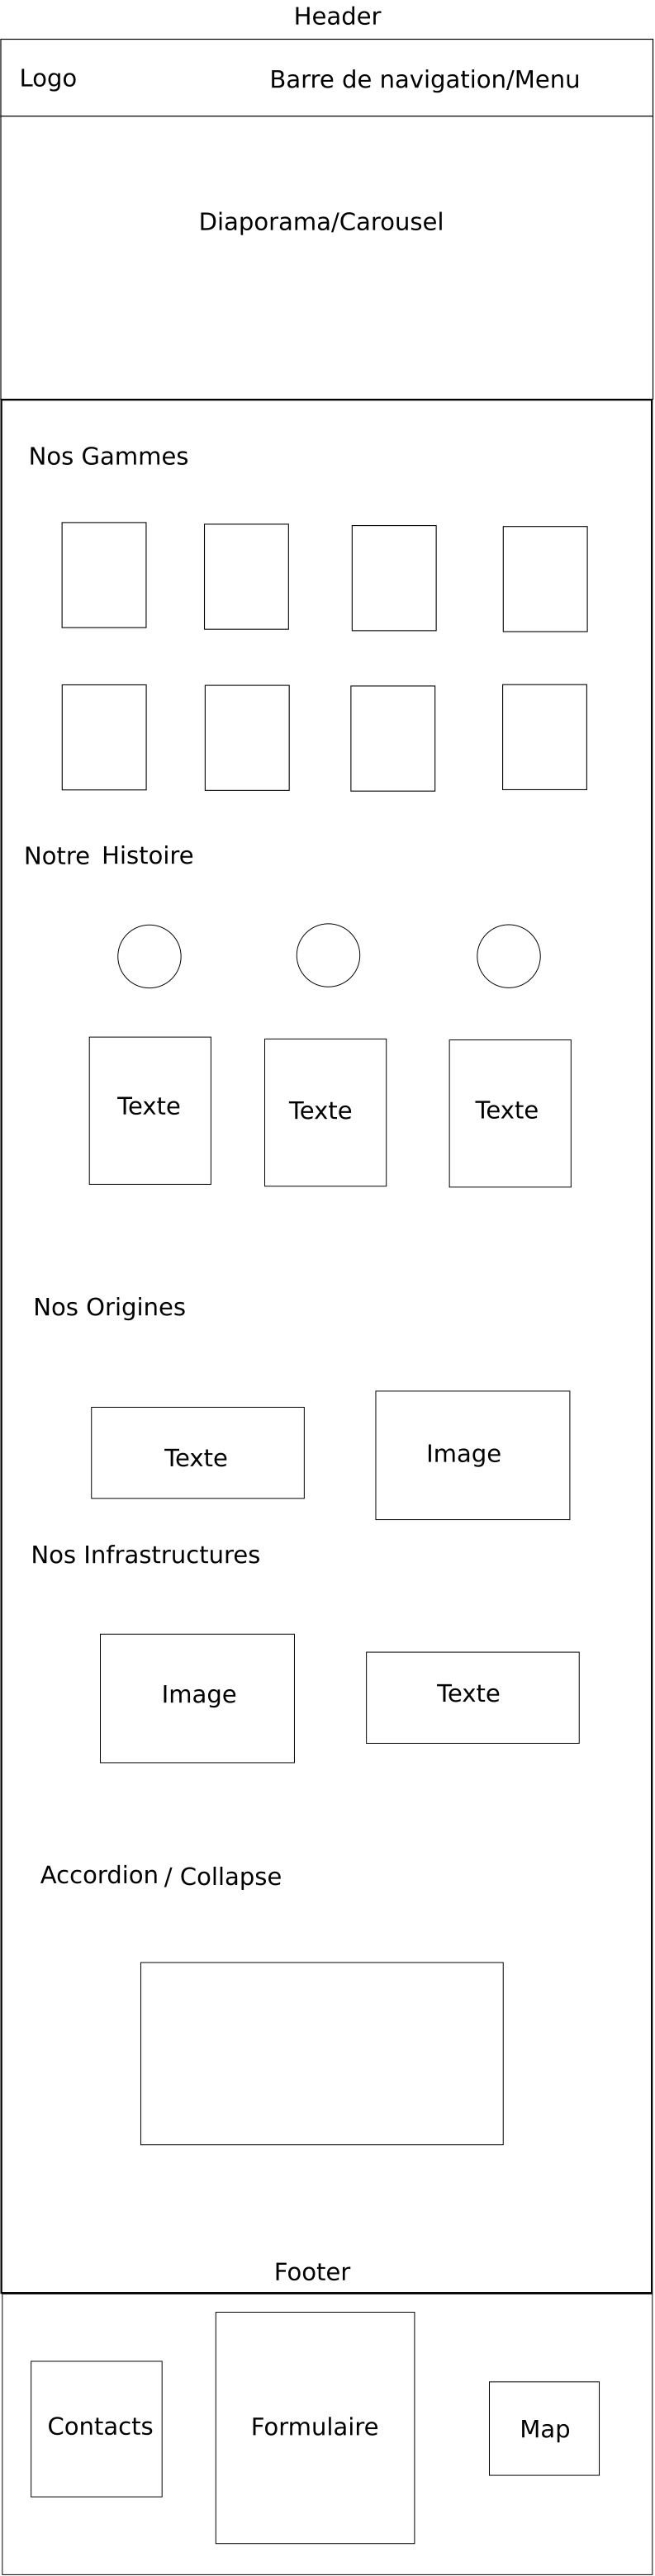 Header
Logo
Barre de navigation/Menu
Diaporama/Carousel
Nos Gammes
Notre Histoire
Texte
Texte
Texte
Nos Origines
Texte
Image
Nos Infrastructures
Image
Texte
Accordion / Collapse
Footer
Contacts
Formulaire
Map